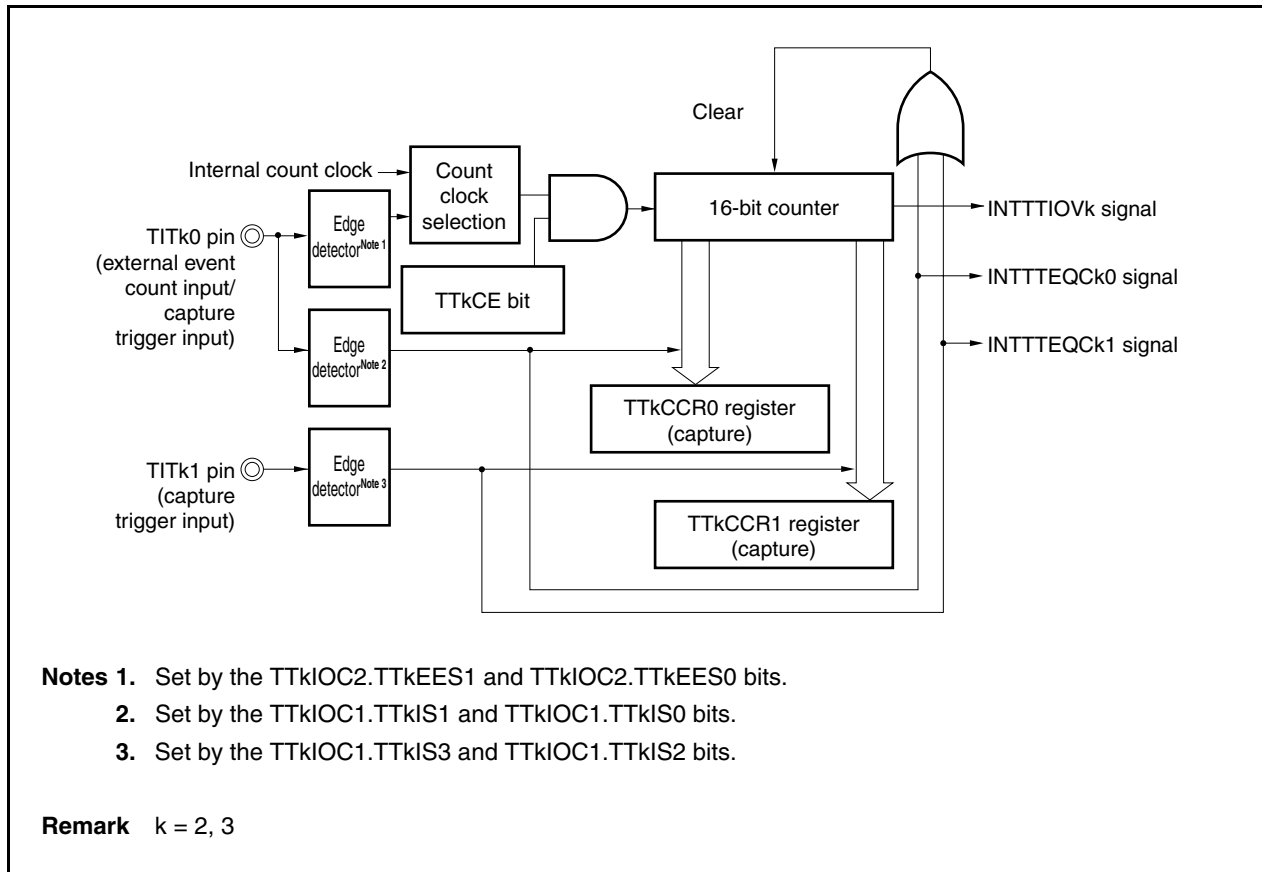 Clear
Internal count clock
Count
clock
selection
16-bit counter
INTTTIOVk signal
Edge
detectorNote 1
TITk0 pin
(external event
count input/
capture
trigger input)
TTkCE bit
INTTTEQCk0 signal
Edge
detectorNote 2
INTTTEQCk1 signal
TTkCCR0 register
(capture)
Edge
detectorNote 3
TITk1 pin
(capture
trigger input)
TTkCCR1 register
(capture)
Notes 1. Set by the TTkIOC2.TTkEES1 and TTkIOC2.TTkEES0 bits.
2. Set by the TTkIOC1.TTkIS1 and TTkIOC1.TTkIS0 bits.
3. Set by the TTkIOC1.TTkIS3 and TTkIOC1.TTkIS2 bits.
Remark k = 2, 3